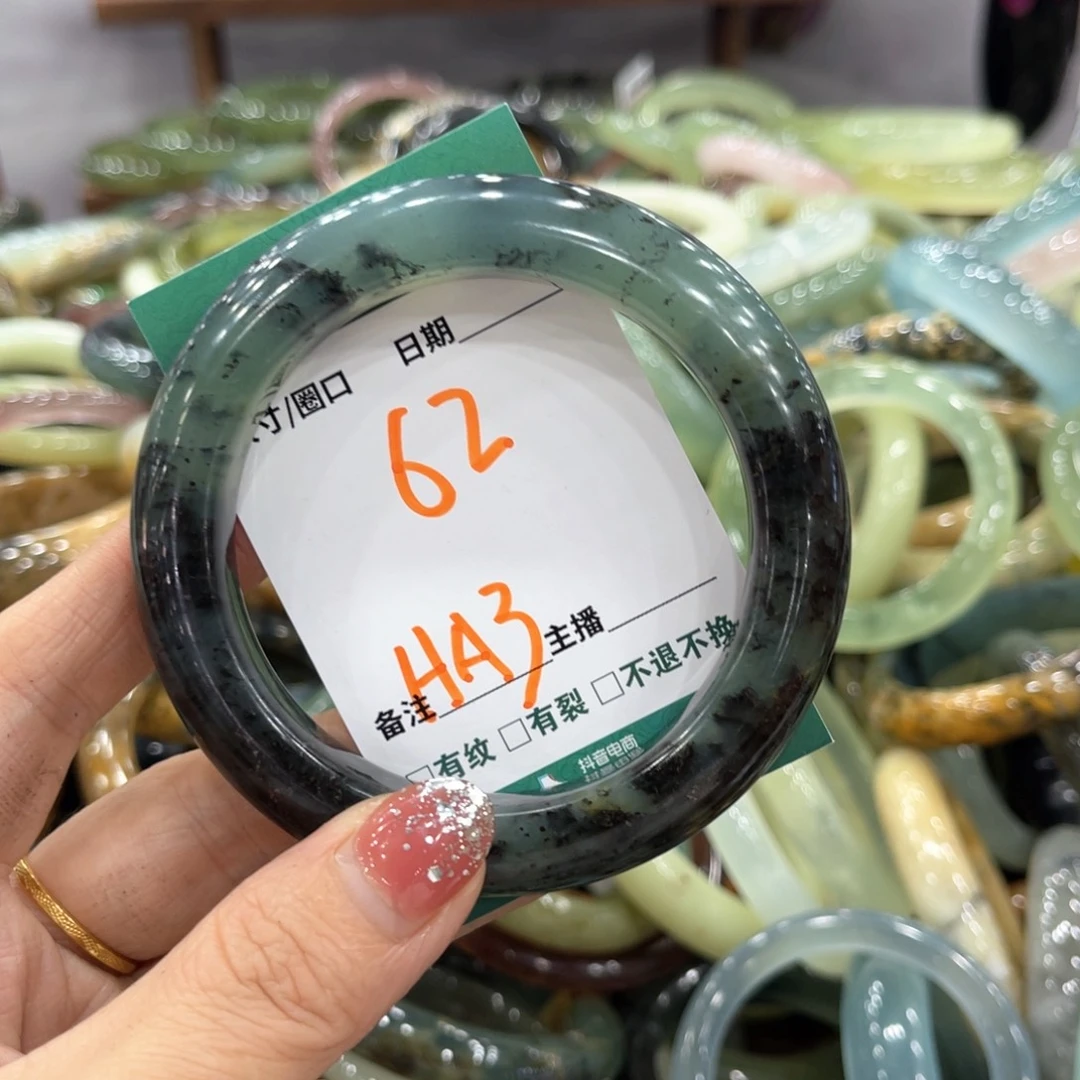 日期
寸/圈口
62
HA3
主播
备注
有纹 □有裂 □不退不换
抖音电商